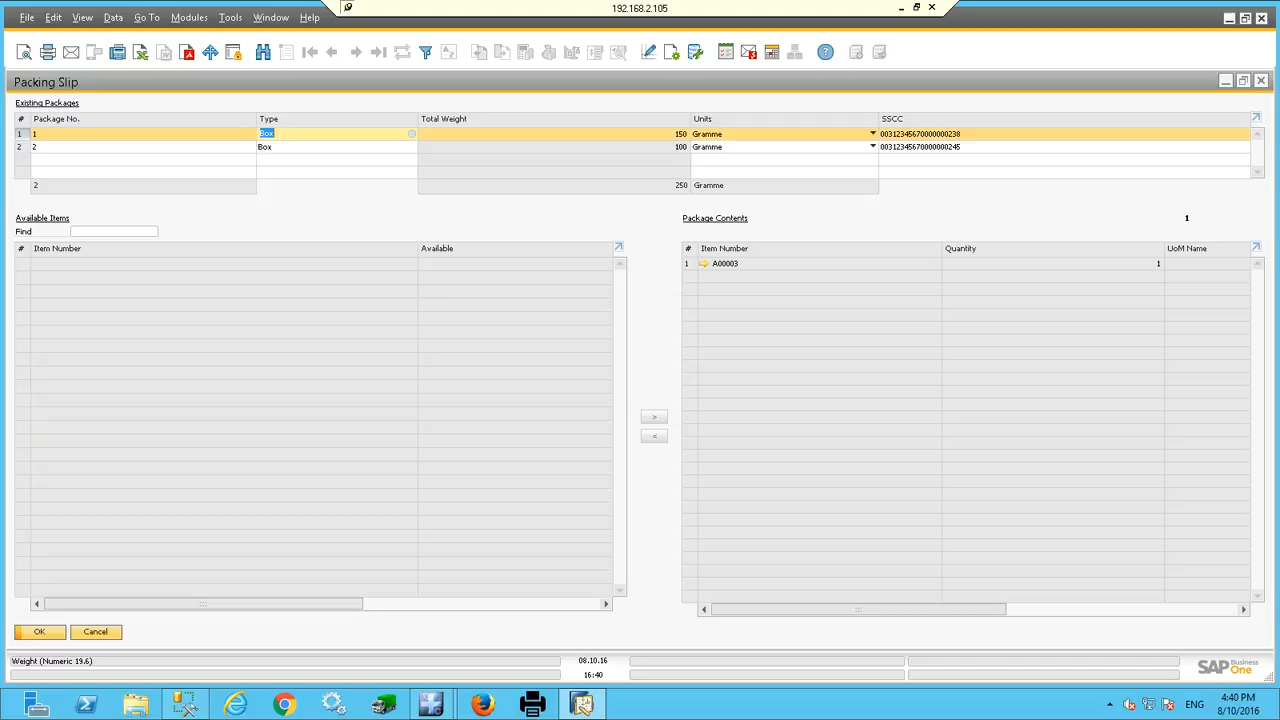 192.168.2.105
File Edit View Data Go To Modules Tools Window Help
Packing Slip
Existing Packages
# Package No. Type Total Weight Units SSCC
1 1 Box 150 Gramme 00312345670000000238
2 2 Box 100 Gramme 00312345670000000245
2 250 Gramme
Available Items Package Contents 1
Find
# Item Number Available # Item Number Quantity UoM Name
1 A00003 1
> 
<
OK Cancel
Weight (Numeric 19.6) 08.10.16
16:40
SAP Business One
ENG 4:40 PM
8/10/2016